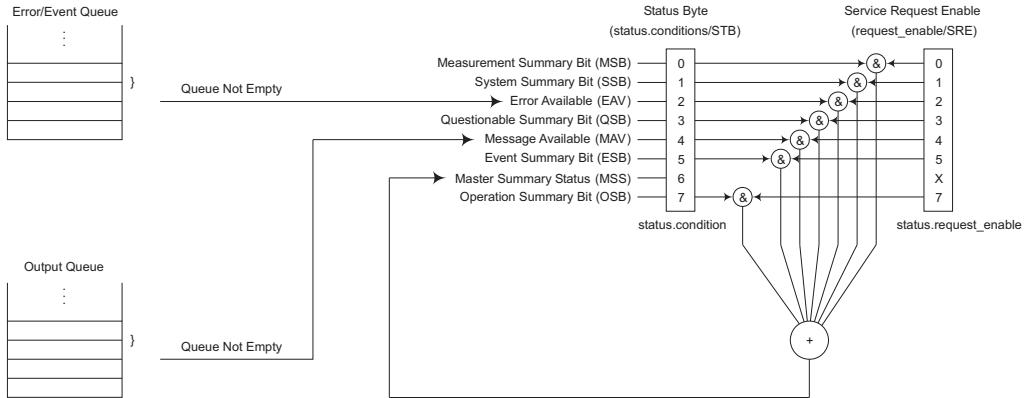 Error/Event Queue
Status Byte
(status.conditions/STB)
Service Request Enable
(request_enable/SRE)
Measurement Summary Bit (MSB) 0 & 0
System Summary Bit (SSB) 1 & 1
} Queue Not Empty
Error Available (EAV) 2 & 2
Questionable Summary Bit (QSB) 3 & 3
Message Available (MAV) 4 & 4
Event Summary Bit (ESB) 5 & 5
Master Summary Status (MSS) 6 X
Operation Summary Bit (OSB) 7 & 7
status.condition
status.request_enable
Output Queue
} Queue Not Empty
+